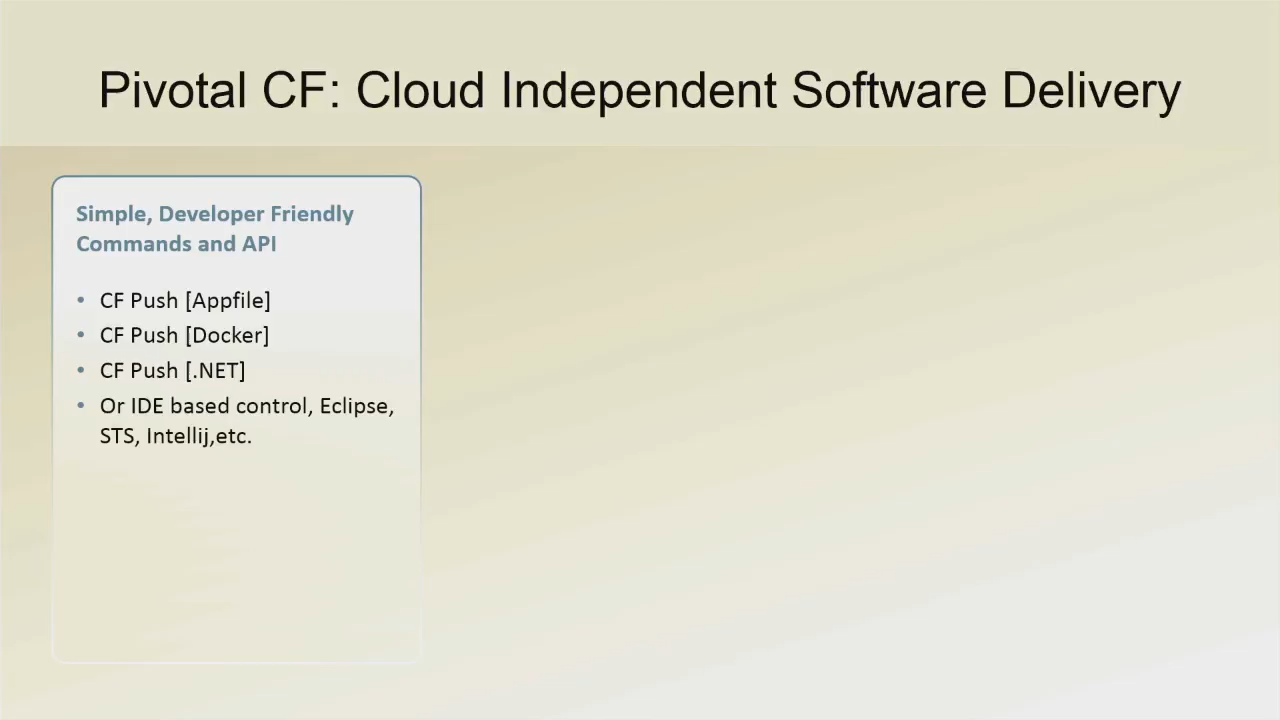 Pivotal CF: Cloud Independent Software Delivery
Simple, Developer Friendly
Commands and API
• CF Push [Appfile]
• CF Push [Docker]
• CF Push [.NET]
• Or IDE based control, Eclipse,
STS, Intellij,etc.